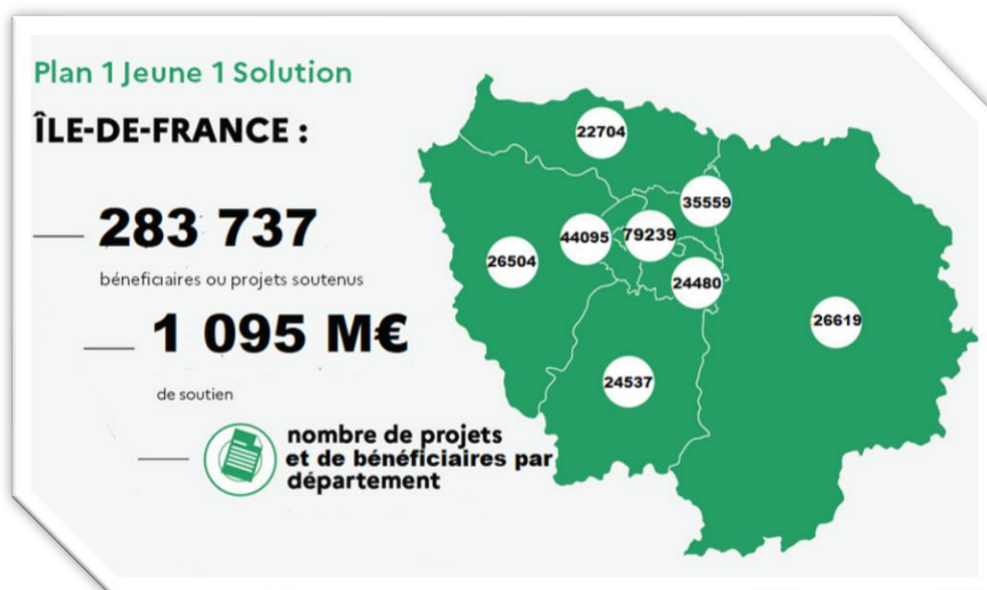 Plan 1 Jeune 1 Solution
ÎLE-DE-FRANCE :
283 737
bénéficiaires ou projets soutenus
1 095 M€
de soutien
nombre de projets
et de bénéficiaires par
département
22704
35559
44095
79239
26504
24480
26619
24537